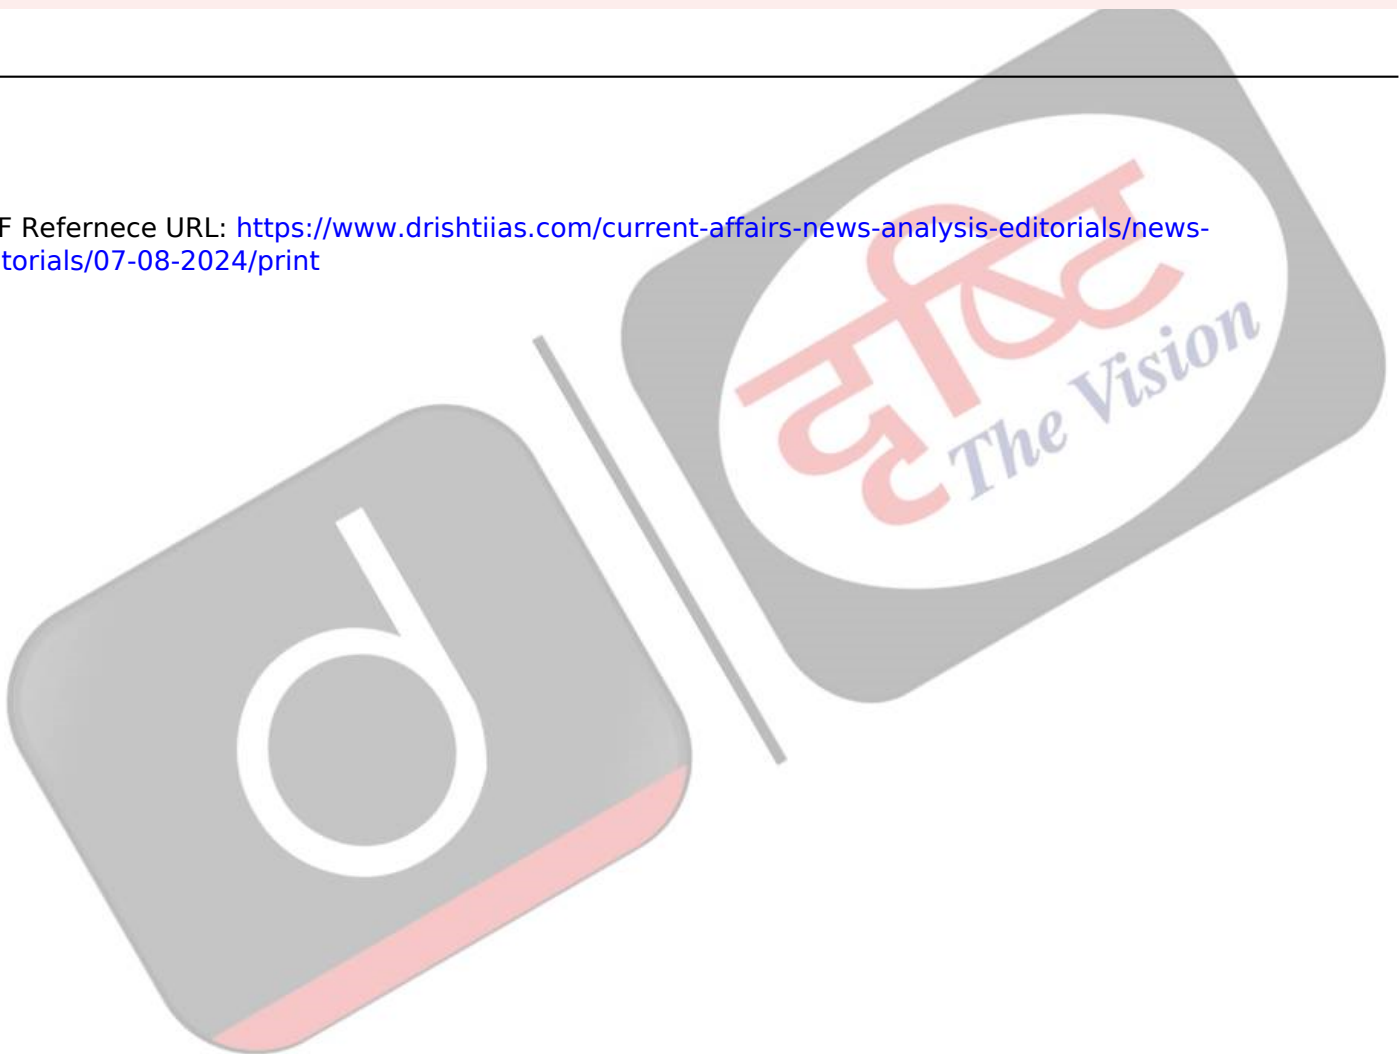 F Refernece URL: https://www.drishtiias.com/current-affairs-news-analysis-editorials/news-
torials/07-08-2024/print
दृष्टि
The Vision
d